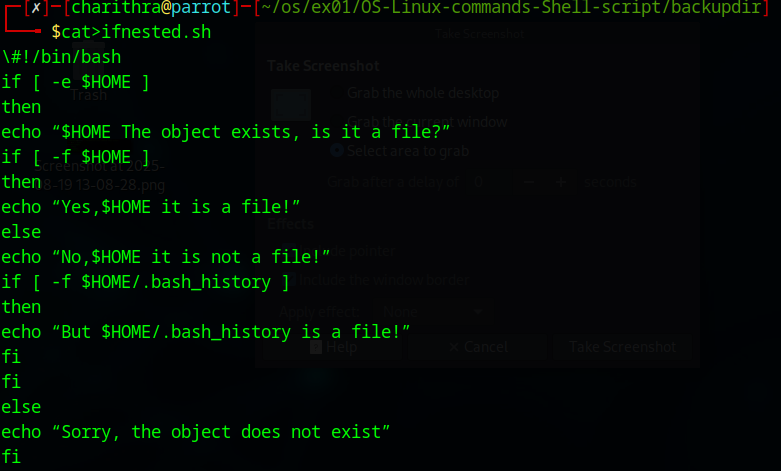 ┌─[✗]─[charithra@parrot]─[~/os/ex01/OS-Linux-commands-Shell-script/backupdir]
└──╼ $cat>ifnested.sh
\#!/bin/bash
if [ -e $HOME ]
then
echo “$HOME The object exists, is it a file?”
if [ -f $HOME ]
then
echo “Yes,$HOME it is a file!”
else
echo “No,$HOME it is not a file!”
if [ -f $HOME/.bash_history ]
then
echo “But $HOME/.bash_history is a file!”
fi
fi
else
echo “Sorry, the object does not exist”
fi
Take Screenshot
Take Screenshot
Trash
Grab the whole desktop
Grab the current window
Select area to grab
Screenshot at 2025-
08-19 13-08-28.png
Grab after a delay of 0 − + seconds
Effects
pointer
include the window border
Apply effect: None
Help
✕ Cancel
Take Screenshot